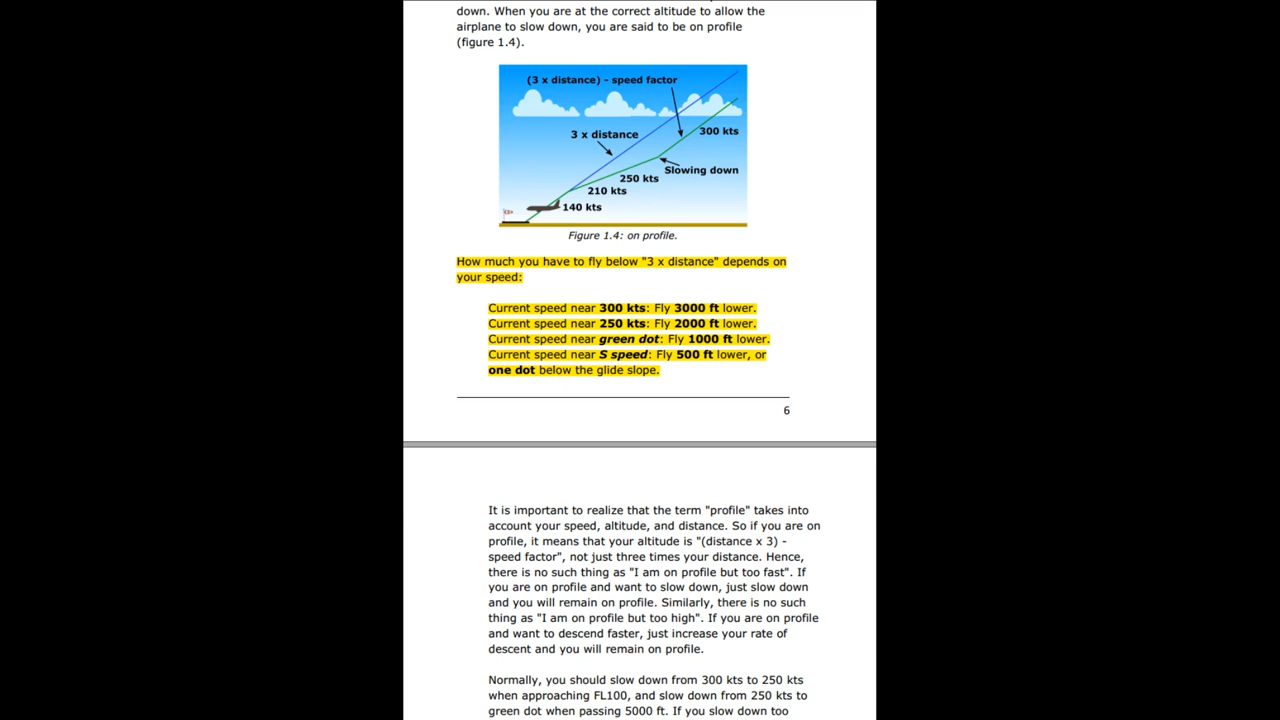 down. When you are at the correct altitude to allow the
airplane to slow down, you are said to be on profile
(figure 1.4).
(3 x distance) - speed factor
3 x distance
300 kts
Slowing down
250 kts
210 kts
140 kts
Figure 1.4: on profile.
How much you have to fly below "3 x distance" depends on
your speed:
Current speed near 300 kts: Fly 3000 ft lower.
Current speed near 250 kts: Fly 2000 ft lower.
Current speed near green dot: Fly 1000 ft lower.
Current speed near S speed: Fly 500 ft lower, or
one dot below the glide slope.
6
It is important to realize that the term "profile" takes into
account your speed, altitude, and distance. So if you are on
profile, it means that your altitude is "(distance x 3) -
speed factor", not just three times your distance. Hence,
there is no such thing as "I am on profile but too fast". If
you are on profile and want to slow down, just slow down
and you will remain on profile. Similarly, there is no such
thing as "I am on profile but too high". If you are on profile
and want to descend faster, just increase your rate of
descent and you will remain on profile.
Normally, you should slow down from 300 kts to 250 kts
when approaching FL100, and slow down from 250 kts to
green dot when passing 5000 ft. If you slow down too